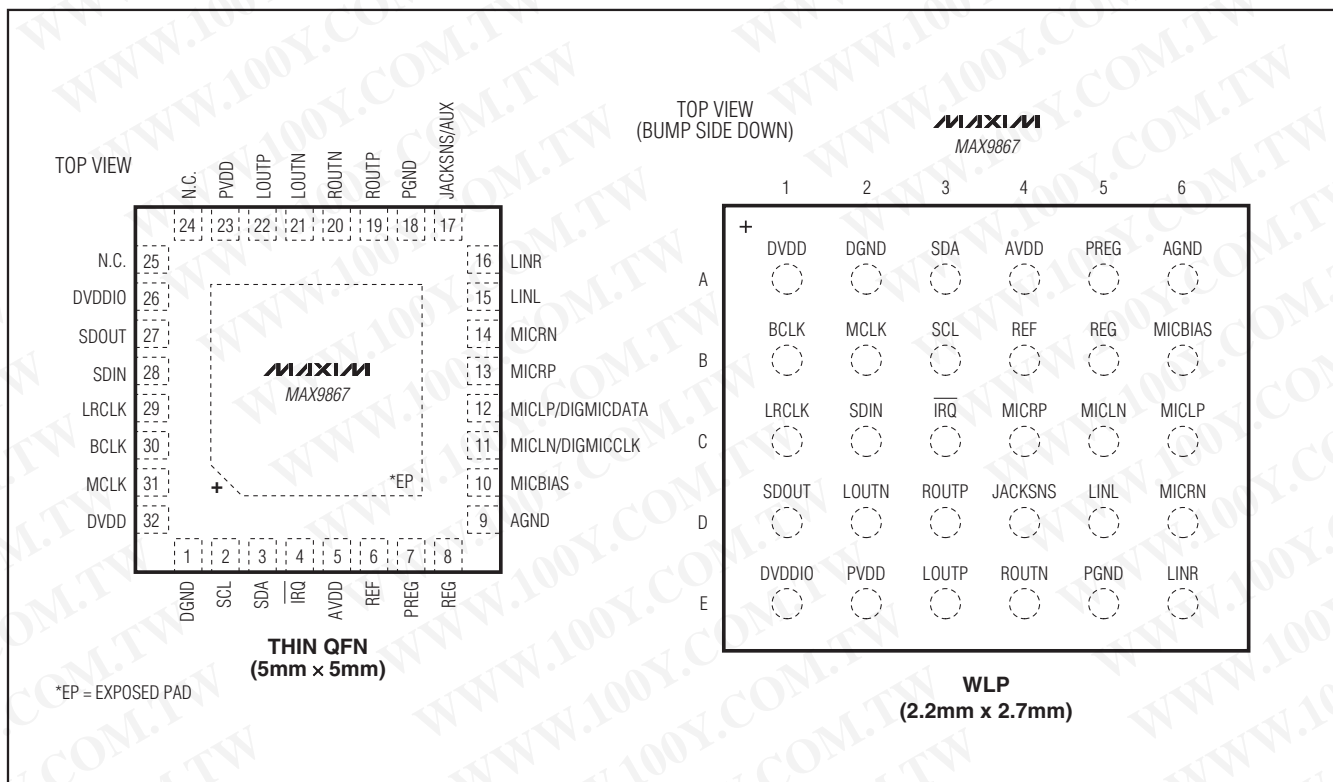 TOP VIEW
N.C.
PVDD
LOUTP
LOUTN
ROUTN
ROUTP
PGND
JACKSNS/AUX
24 23 22 21 20 19 18 17
N.C. 25
DVDDIO 26
SDOUT 27
SDIN 28
LRCLK 29
BCLK 30
MCLK 31
DVDD 32
16 LINR
15 LINL
14 MICRN
13 MICRP
12 MICLP/DIGMICDATA
11 MICLN/DIGMICCLK
10 MICBIAS
9 AGND
MAXIM
MAX9867
+
*EP
1 2 3 4 5 6 7 8
DGND
SCL
SDA
IRQ
AVDD
REF
PREG
REG
THIN QFN
(5mm × 5mm)
*EP = EXPOSED PAD
TOP VIEW
(BUMP SIDE DOWN)
MAXIM
MAX9867
1 2 3 4 5 6
+
A DVDD DGND SDA AVDD PREG AGND
B BCLK MCLK SCL REF REG MICBIAS
C LRCLK SDIN IRQ MICRP MICLN MICLP
D SDOUT LOUTN ROUTP JACKSNS LINL MICRN
E DVDDIO PVDD LOUTP ROUTN PGND LINR
WLP
(2.2mm x 2.7mm)
WWW.100Y.COM.TW